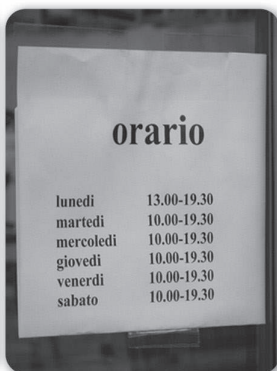 orario
lunedi 13.00-19.30
martedi 10.00-19.30
mercoledi 10.00-19.30
giovedi 10.00-19.30
venerdi 10.00-19.30
sabato 10.00-19.30